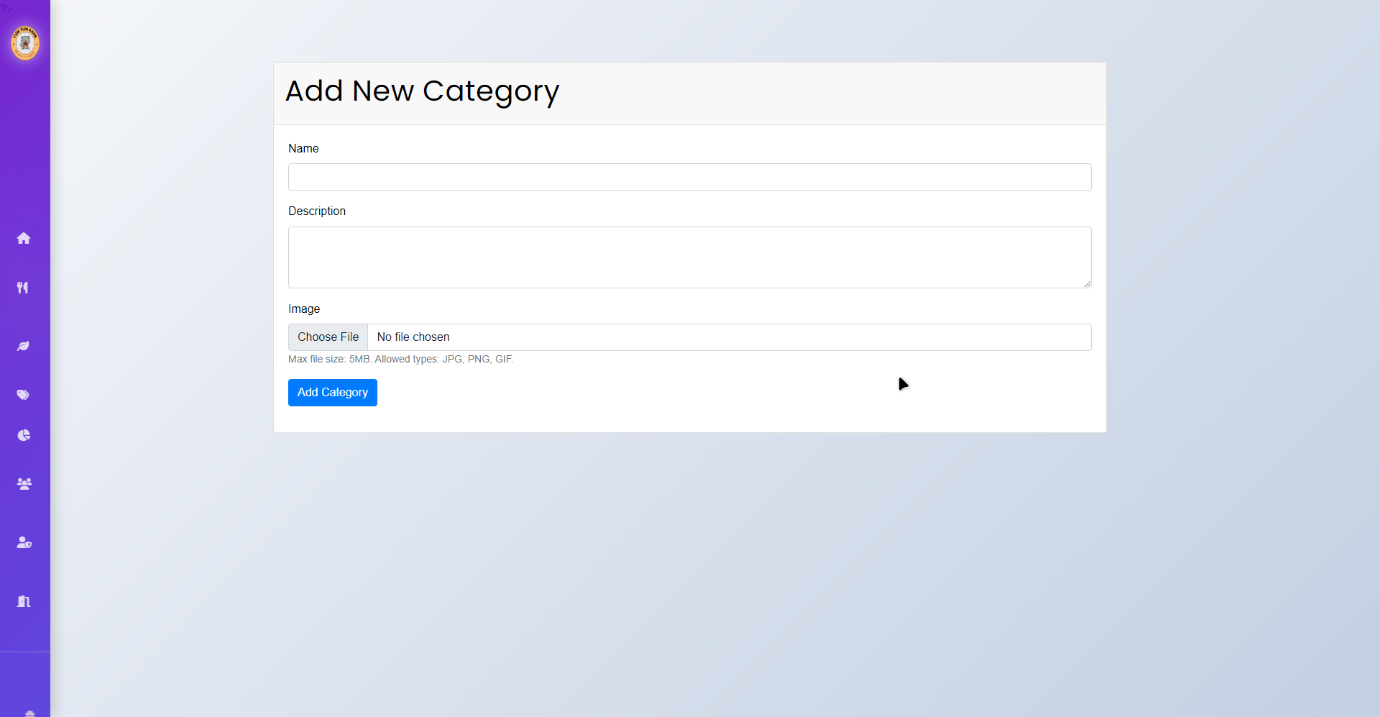 ?>
Add New Category
Name
Description
Image
Choose File No file chosen
Max file size: 5MB. Allowed types: JPG, PNG, GIF.
Add Category